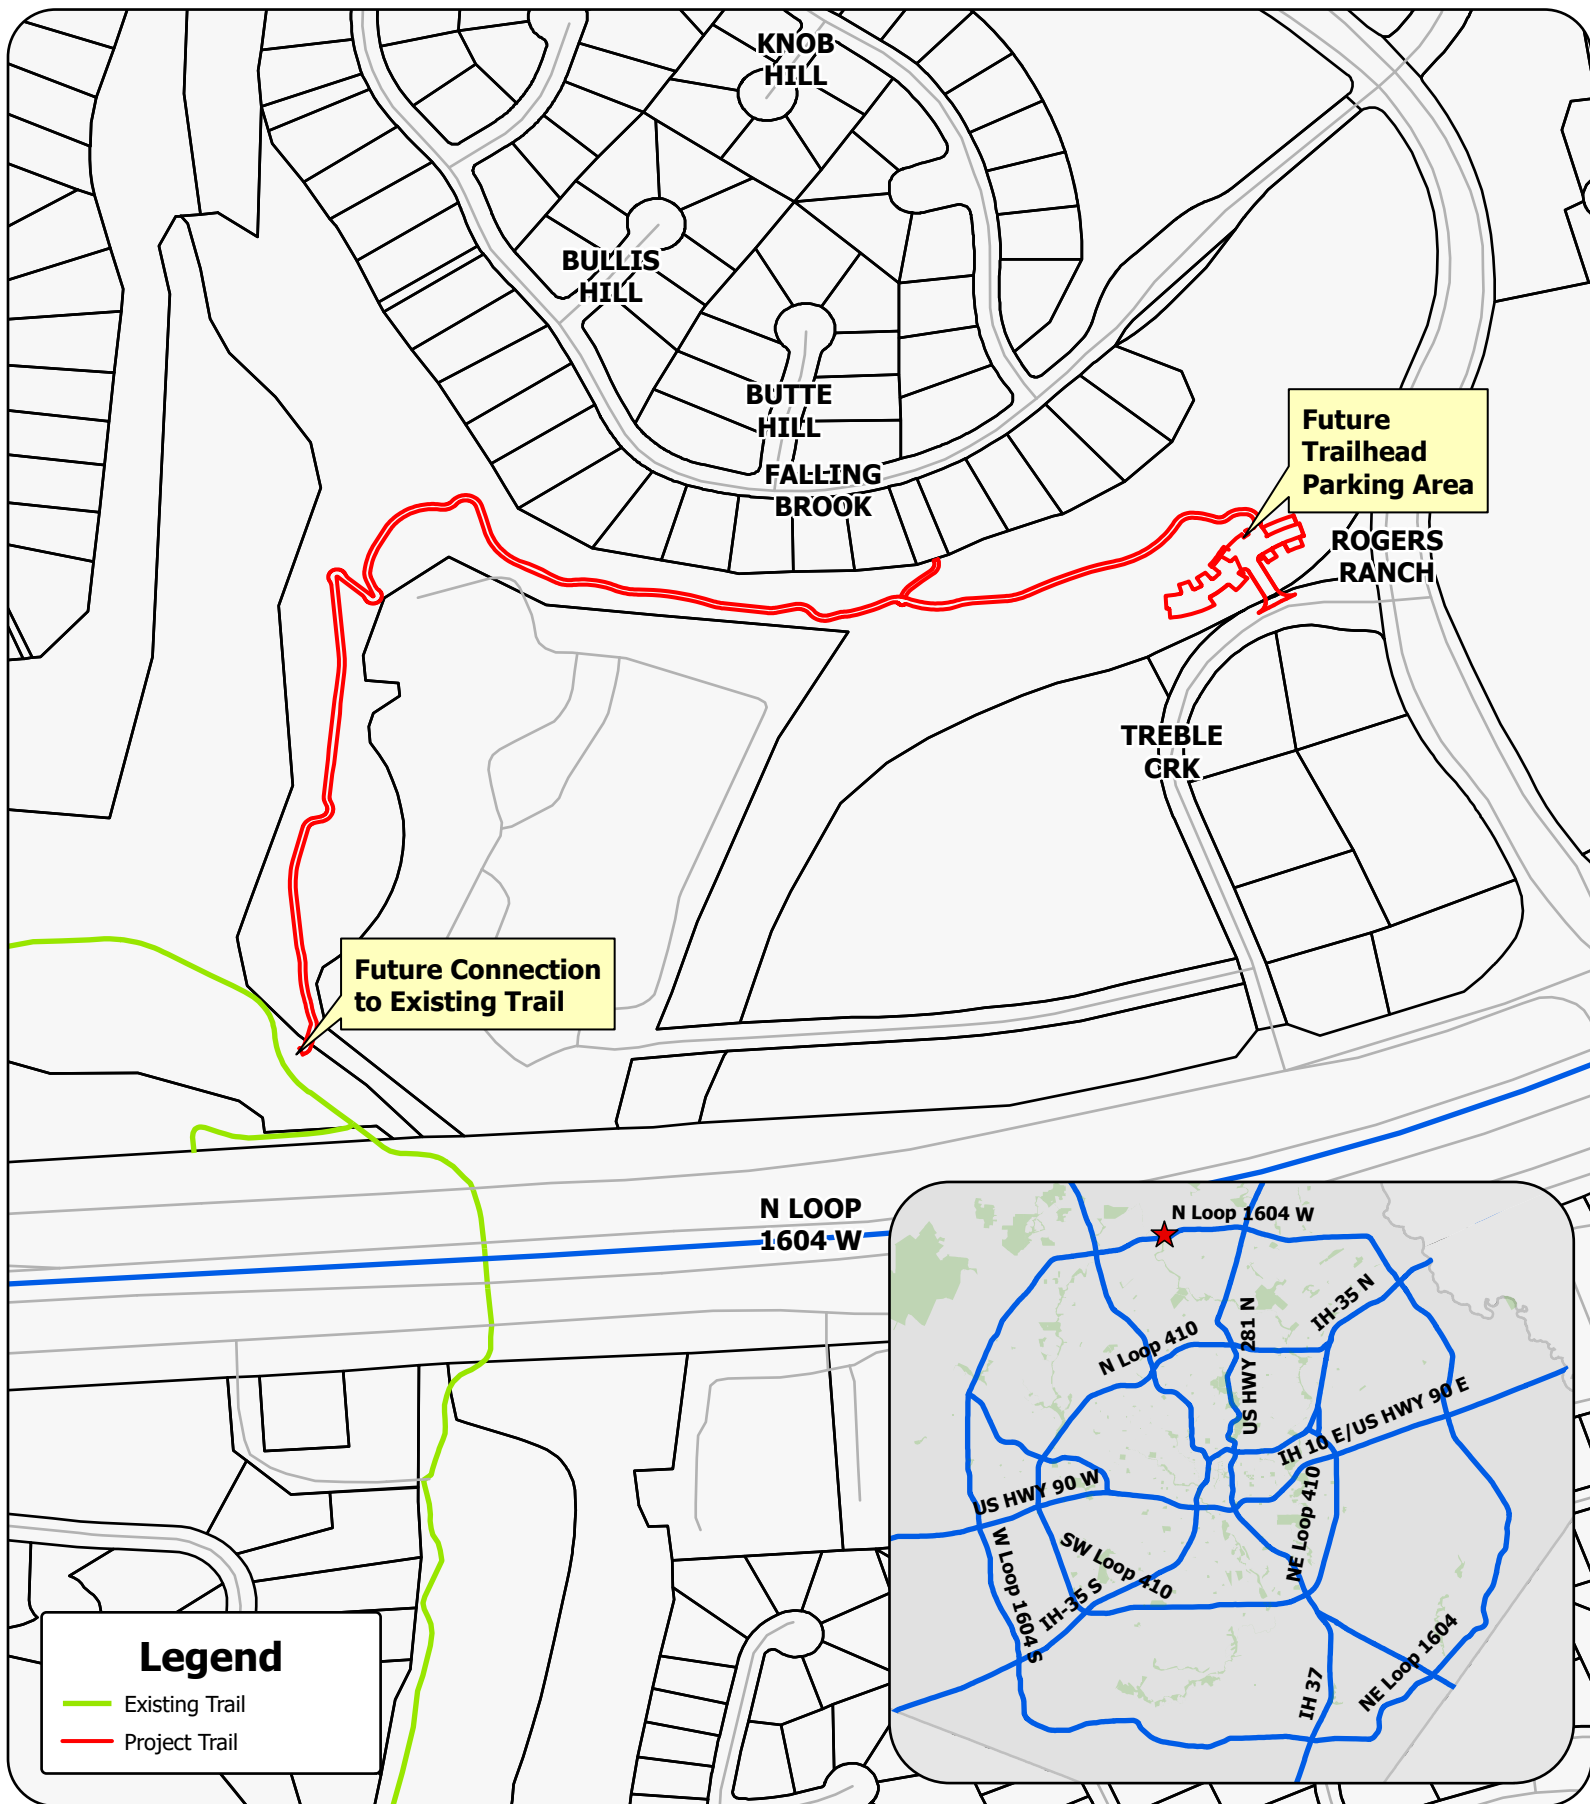 KNOB
HILL
BULLIS
HILL
BUTTE
HILL
FALLING
BROOK
Future
Trailhead
Parking Area
ROGERS
RANCH
TREBLE
CRK
Future Connection
to Existing Trail
N LOOP
1604 W
N Loop 1604 W
IH-35 N
N Loop 410
US HWY 281 N
IH 10 E/US HWY 90 E
US HWY 90 W
NE Loop 410
SW Loop 410
W Loop 1604 S
IH-35 S
IH 37
NE Loop 1604
Legend
Existing Trail
Project Trail